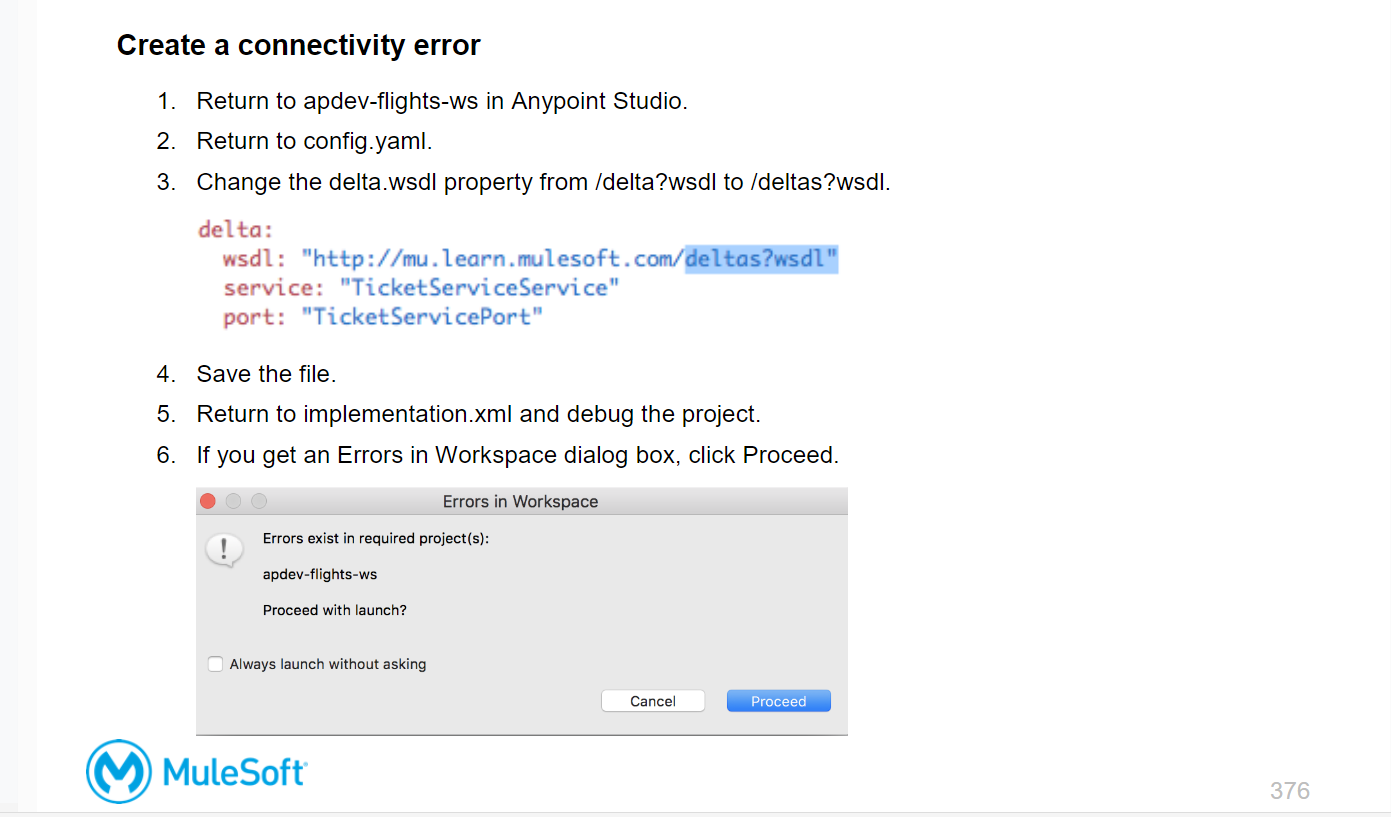 Create a connectivity error
1. Return to apdev-flights-ws in Anypoint Studio.
2. Return to config.yaml.
3. Change the delta.wsdl property from /delta?wsdl to /deltas?wsdl.
delta:
wsdl: "http://mu.learn.mulesoft.com/deltas?wsdl"
service: "TicketServiceService"
port: "TicketServicePort"
4. Save the file.
5. Return to implementation.xml and debug the project.
6. If you get an Errors in Workspace dialog box, click Proceed.
Errors in Workspace
Errors exist in required project(s):
apdev-flights-ws
Proceed with launch?
Always launch without asking
Cancel Proceed
MuleSoft
376